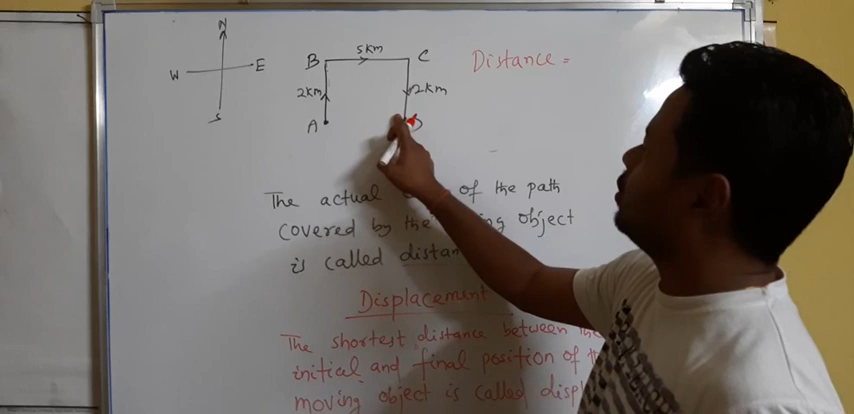 N
W E
S
B 5km C
Distance =
2km 2km
A D
The actual of the path
covered by the object
is called
Displacement
The shortest distance between
initial and final position of
moving object is called